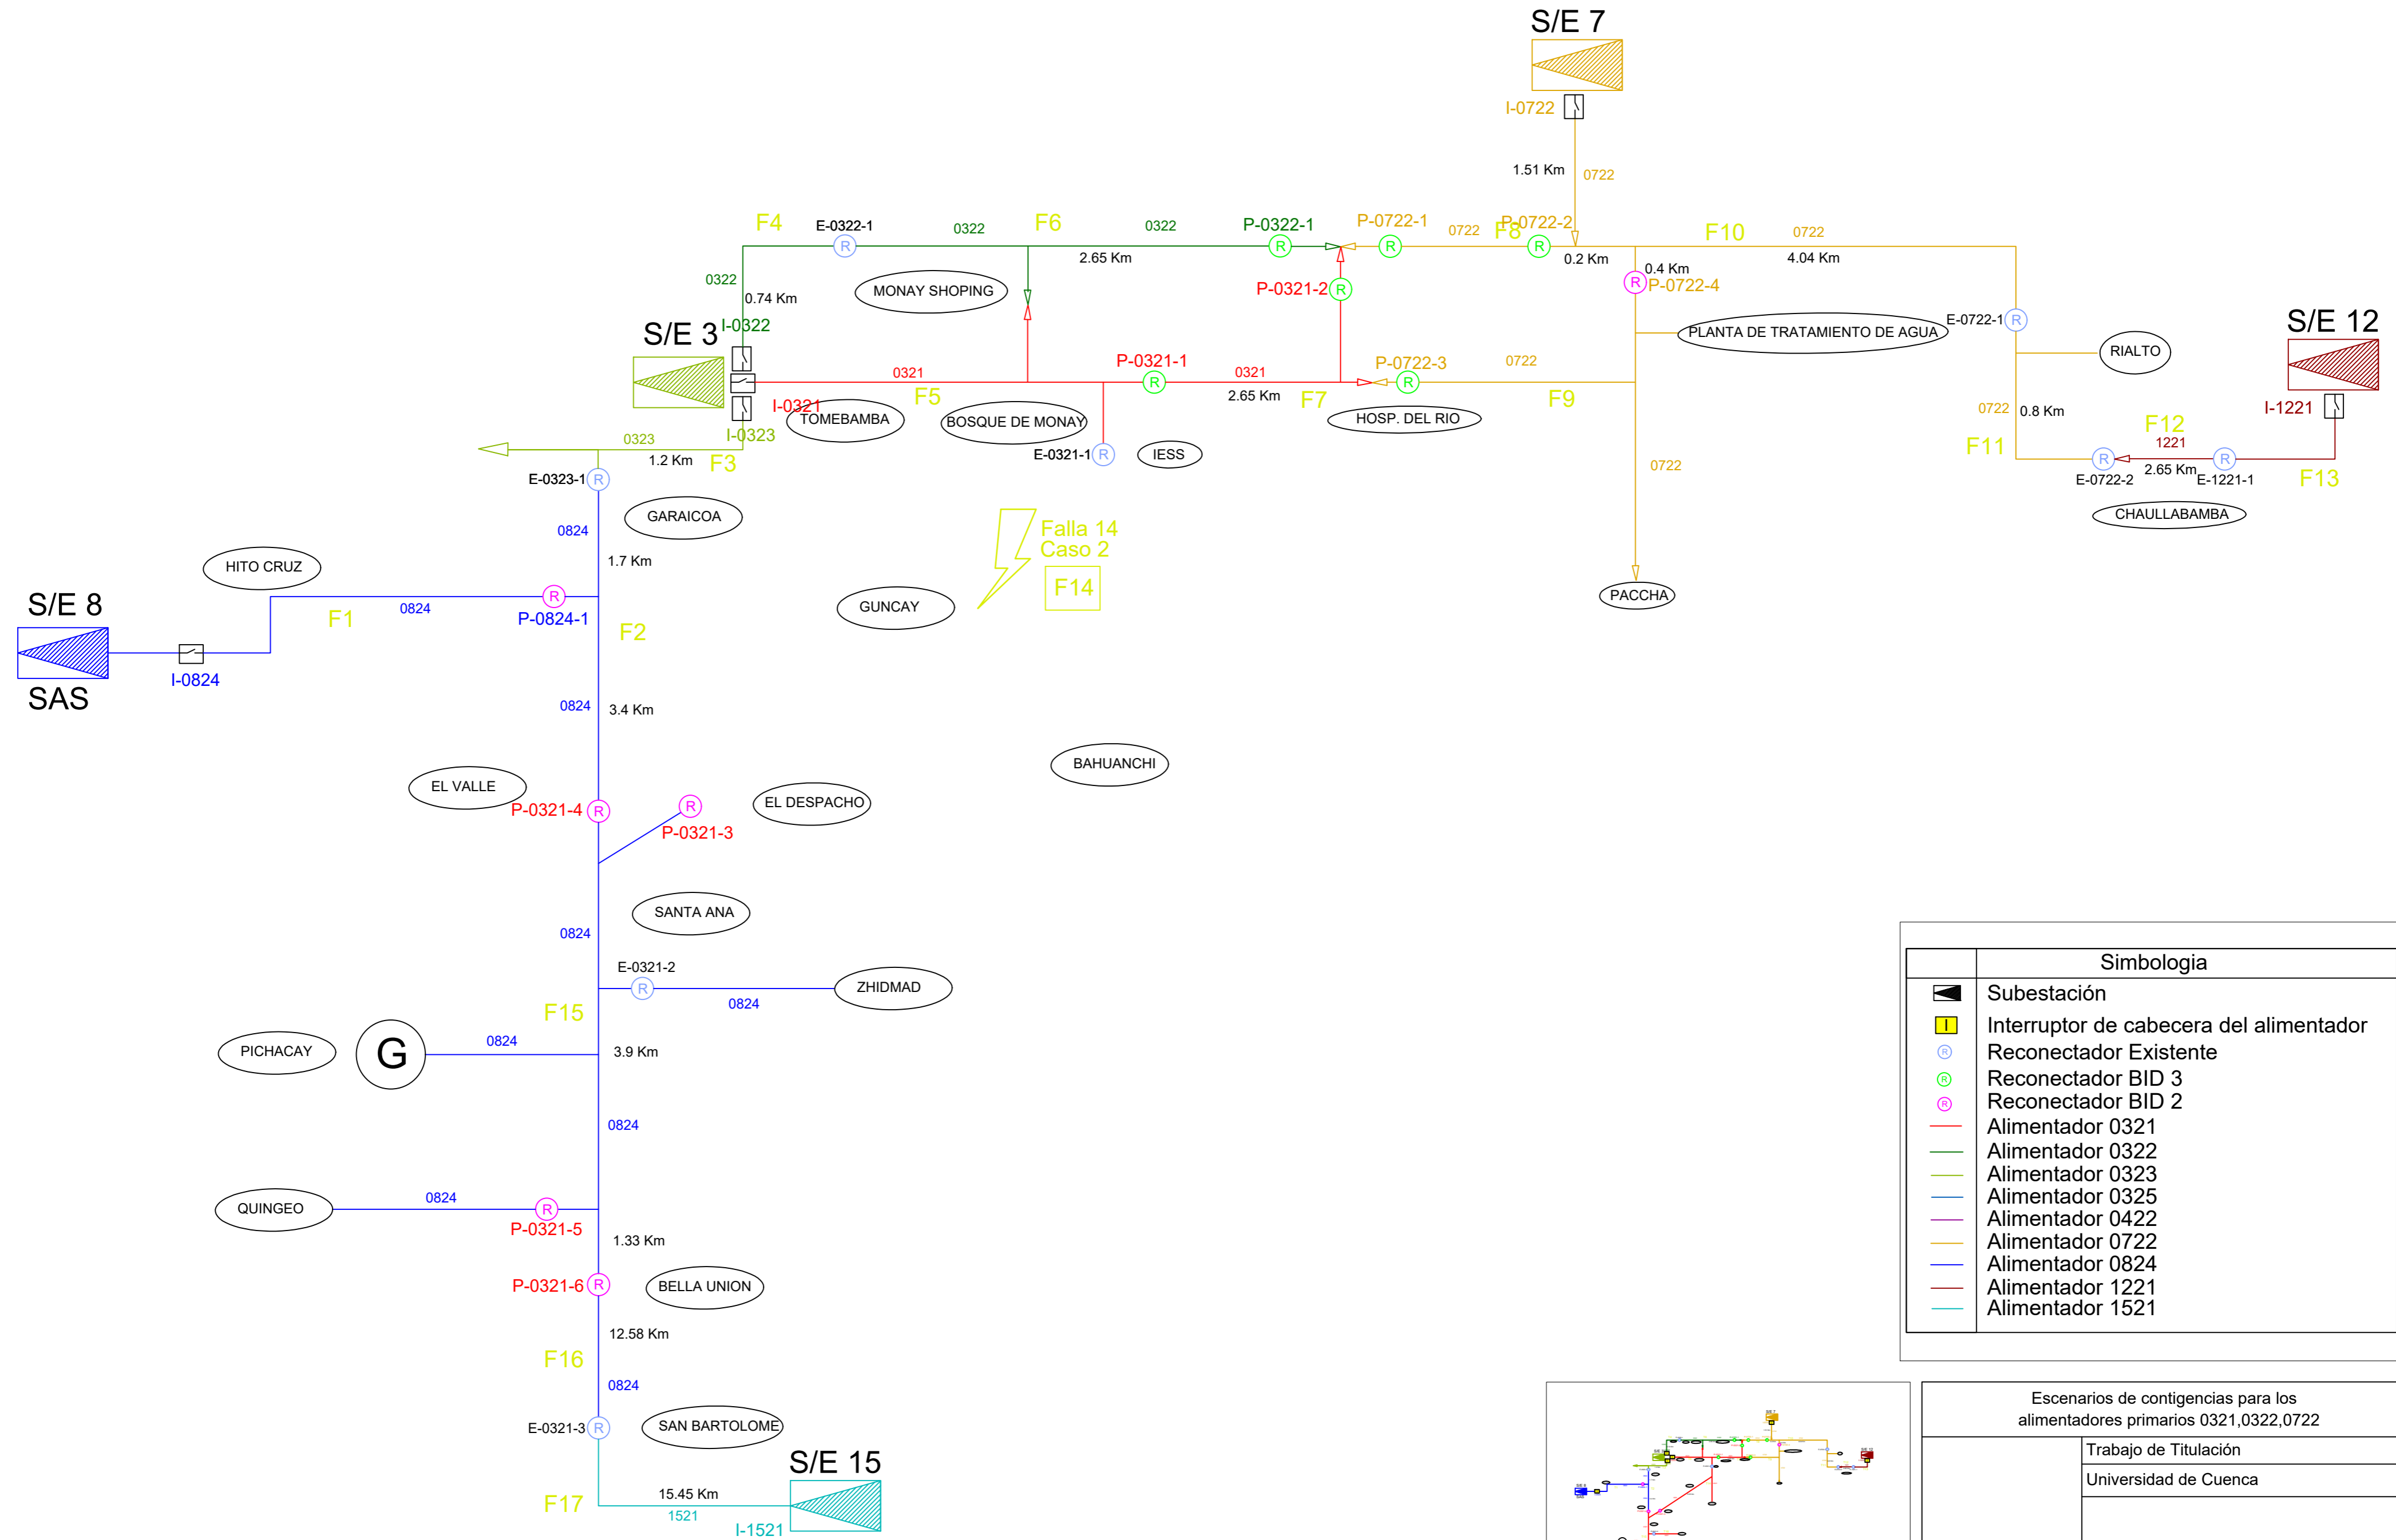 S/E 7
I-0722
1.51 Km
0722
F4
E-0322-1
R
0322
F6
0322
P-0322-1
R
P-0722-1
R
0722
F8
P-0722-2
R
F10
0722
2.65 Km
0.2 Km
4.04 Km
0322
0.74 Km
MONAY SHOPING
P-0321-2
R
0.4 Km
R
P-0722-4
I-0322
S/E 3
PLANTA DE TRATAMIENTO DE AGUA
E-0722-1
R
S/E 12
RIALTO
0321
P-0321-1
R
0321
P-0722-3
R
0722
F5
2.65 Km
F7
F9
I-0321
TOMEBAMBA
BOSQUE DE MONAY
HOSP. DEL RIO
0722
0.8 Km
I-1221
F12
1221
I-0323
0323
1.2 Km
F3
E-0321-1
R
IESS
0722
F11
R
E-0722-2
2.65 Km
R
E-1221-1
F13
E-0323-1
R
GARAICOA
CHAULLABAMBA
0824
1.7 Km
Falla 14
Caso 2
F14
HITO CRUZ
S/E 8
F1
0824
R
P-0824-1
F2
GUNCAY
PACCHA
I-0824
SAS
0824
3.4 Km
BAHUANCHI
EL VALLE
P-0321-4
R
R
P-0321-3
EL DESPACHO
SANTA ANA
0824
E-0321-2
R
0824
ZHIDMAD
F15
PICHACAY
G
0824
3.9 Km
0824
QUINGEO
0824
R
P-0321-5
1.33 Km
P-0321-6
R
BELLA UNION
12.58 Km
F16
0824
E-0321-3
R
SAN BARTOLOME
S/E 15
F17
15.45 Km
1521
I-1521
Simbologia
Subestación
I
Interruptor de cabecera del alimentador
R
Reconectador Existente
R
Reconectador BID 3
R
Reconectador BID 2
Alimentador 0321
Alimentador 0322
Alimentador 0323
Alimentador 0325
Alimentador 0422
Alimentador 0722
Alimentador 0824
Alimentador 1221
Alimentador 1521
Escenarios de contigencias para los
alimentadores primarios 0321,0322,0722
Trabajo de Titulación
Universidad de Cuenca